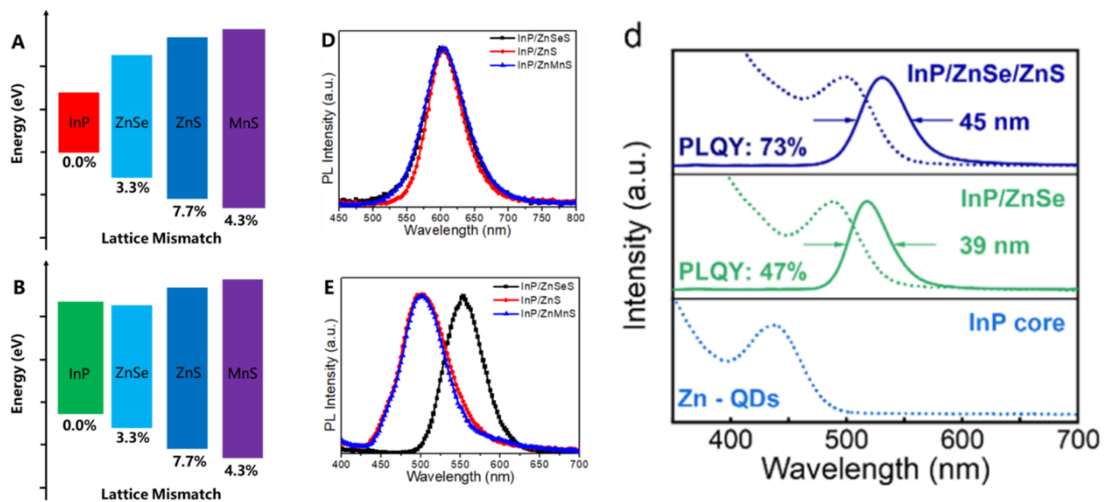 A
Energy (eV)
InP
ZnSe
ZnS
MnS
0.0%
3.3%
7.7%
4.3%
Lattice Mismatch
B
Energy (eV)
InP
ZnSe
ZnS
MnS
0.0%
3.3%
7.7%
4.3%
Lattice Mismatch
D
InP/ZnSeS
InP/ZnS
InP/ZnMnS
PL Intensity (a.u.)
450 500 550 600 650 700 750 800
Wavelength (nm)
E
InP/ZnSeS
InP/ZnS
InP/ZnMnS
PL Intensity (a.u.)
400 450 500 550 600 650 700
Wavelength (nm)
d
Intensity (a.u.)
InP/ZnSe/ZnS
45 nm
PLQY: 73%
InP/ZnSe
39 nm
PLQY: 47%
InP core
Zn - QDs
400 500 600 700
Wavelength (nm)